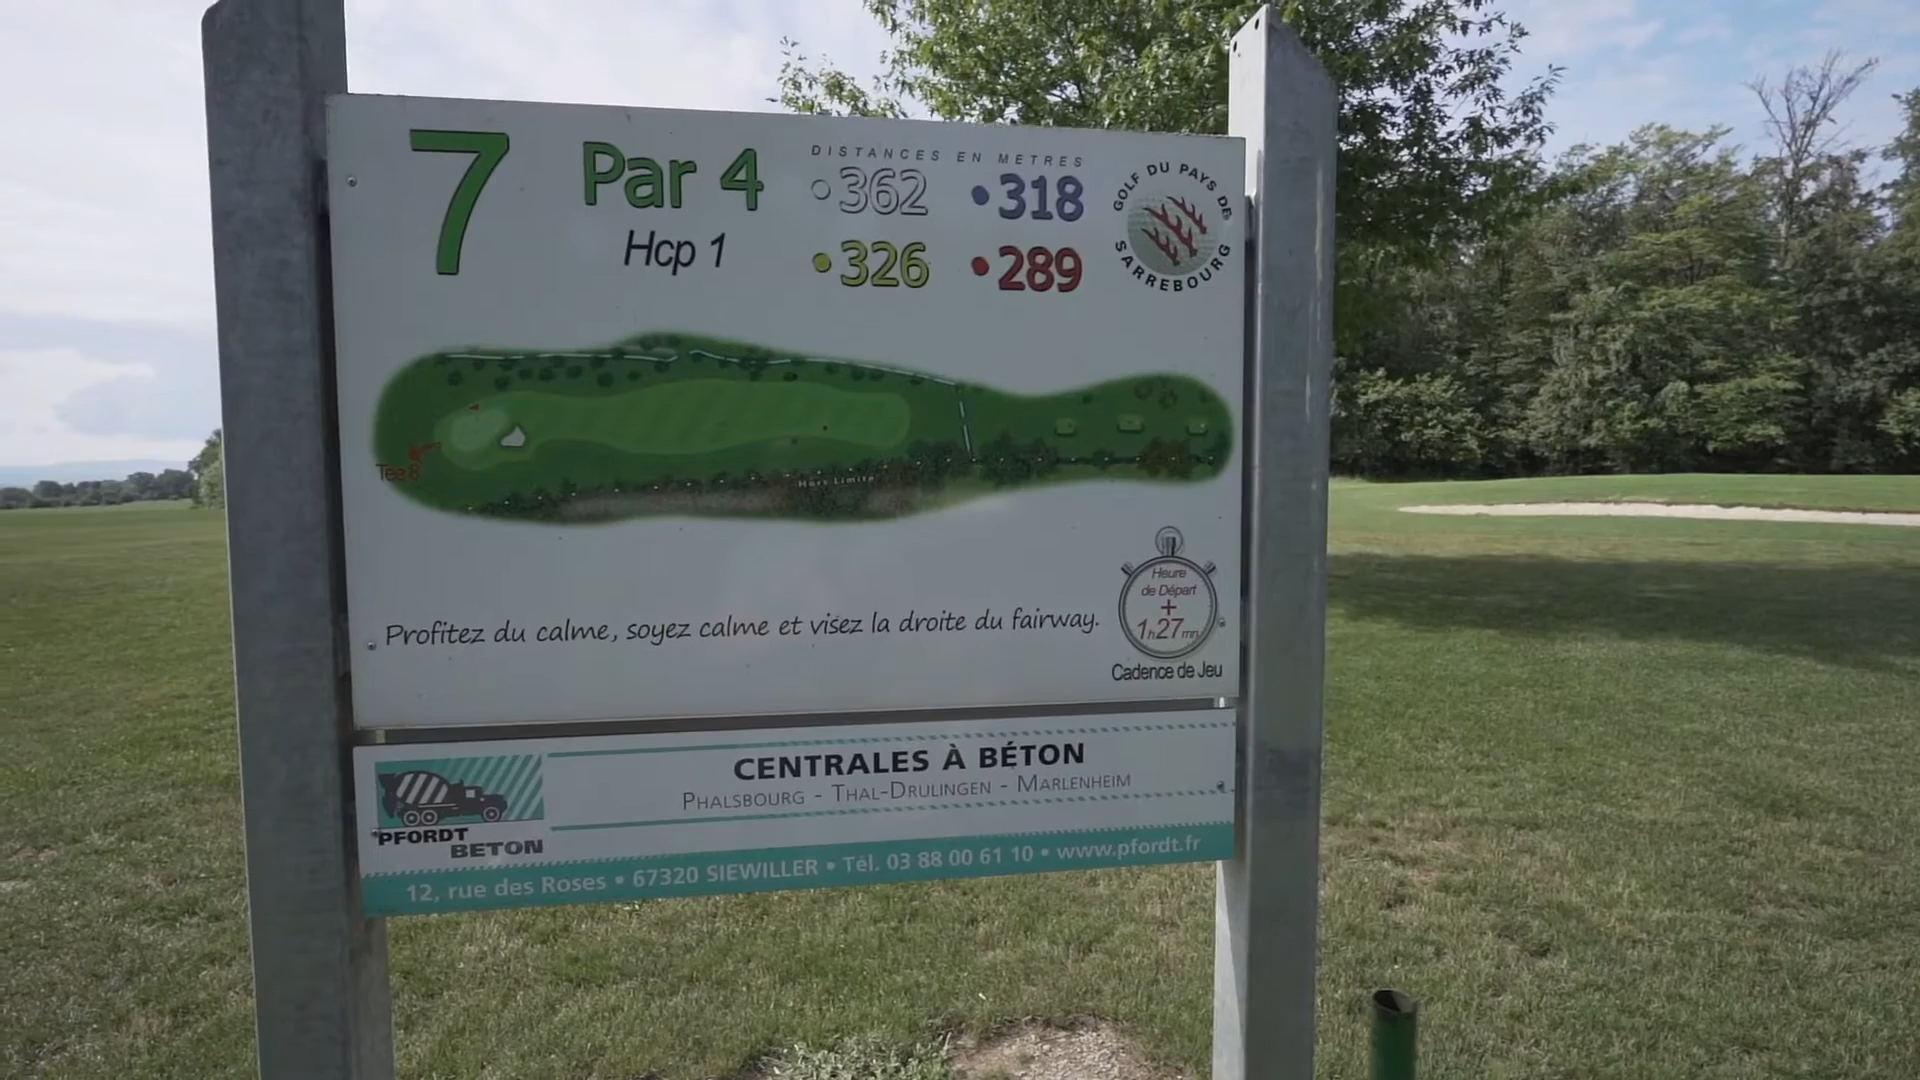 7
Par 4
Hcp 1
DISTANCES EN METRES
362
318
326
289
GOLF DU PAYS DE
SARREBOURG
Tee 8
Hors Limite
Profitez du calme, soyez calme et visez la droite du fairway.
Heure
de Départ
+
1h27mn
Cadence de Jeu
CENTRALES À BÉTON
PHALSBOURG - THAL-DRULINGEN - MARLENHEIM
PFORDT
BETON
12, rue des Roses • 67320 SIEWILLER • Tél. 03 88 00 61 10 • www.pfordt.fr